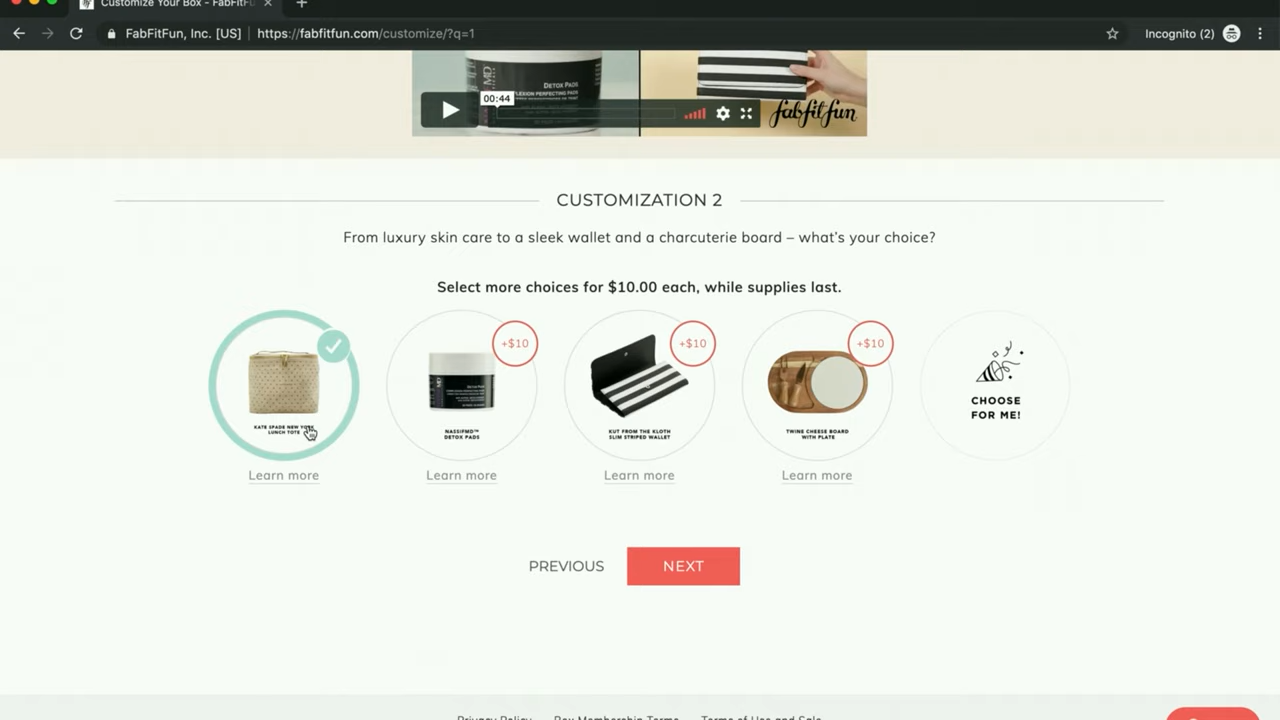 Customize Your Box - FabFitFu
FabFitFun, Inc. [US] | https://fabfitfun.com/customize/?q=1
Incognito (2)
DETOX PADS
00:44
fabfitfun
CUSTOMIZATION 2
From luxury skin care to a sleek wallet and a charcuterie board – what's your choice?
Select more choices for $10.00 each, while supplies last.
+$10
+$10
+$10
KATE SPADE NEW YORK
LUNCH TOTE
NASSIFMD™
DETOX PADS
KUT FROM THE KLOTH
SLIM STRIPED WALLET
TWINE CHEESE BOARD
WITH PLATE
CHOOSE
FOR ME!
Learn more
Learn more
Learn more
Learn more
PREVIOUS
NEXT
Privacy Policy
Box Membership Terms
Terms of Use and Sale